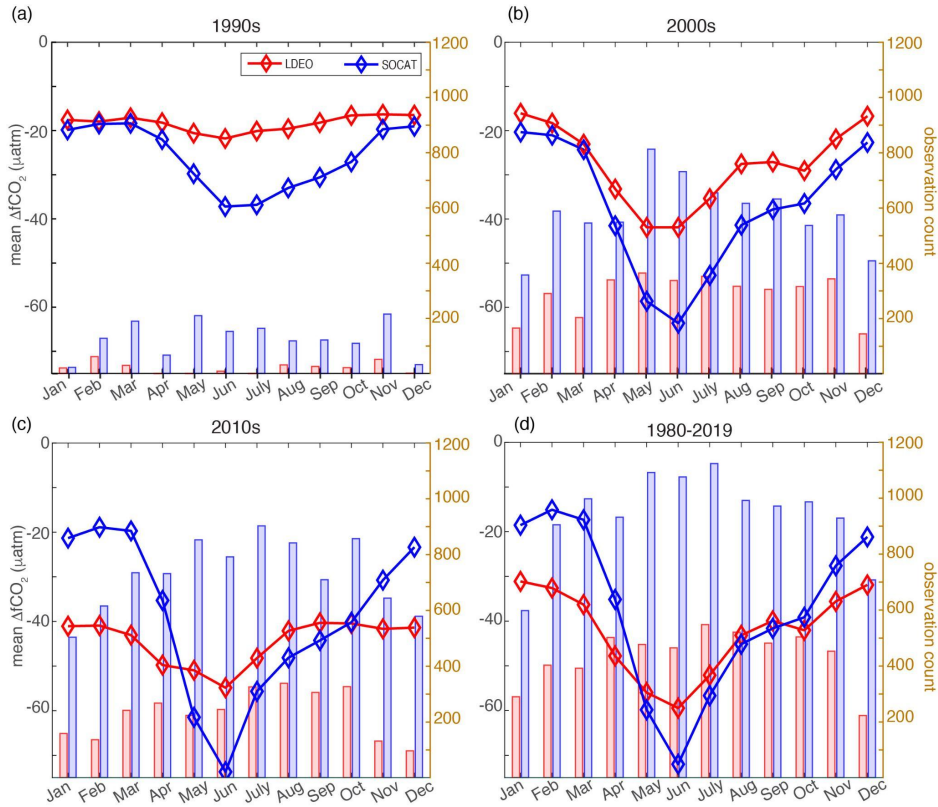 (a)
1990s
LDEO
SOCAT
0
-20
-40
-60
mean ΔfCO2 (μatm)
1200
1000
800
600
400
200
Jan Feb Mar Apr May Jun July Aug Sep Oct Nov Dec
(b)
2000s
0
-20
-40
-60
1200
1000
800
600
400
200
observation count
Jan Feb Mar Apr May Jun July Aug Sep Oct Nov Dec
(c)
2010s
0
-20
-40
-60
mean ΔfCO2 (μatm)
1200
1000
800
600
400
200
Jan Feb Mar Apr May Jun July Aug Sep Oct Nov Dec
(d)
1980-2019
0
-20
-40
-60
1200
1000
800
600
400
200
observation count
Jan Feb Mar Apr May Jun July Aug Sep Oct Nov Dec